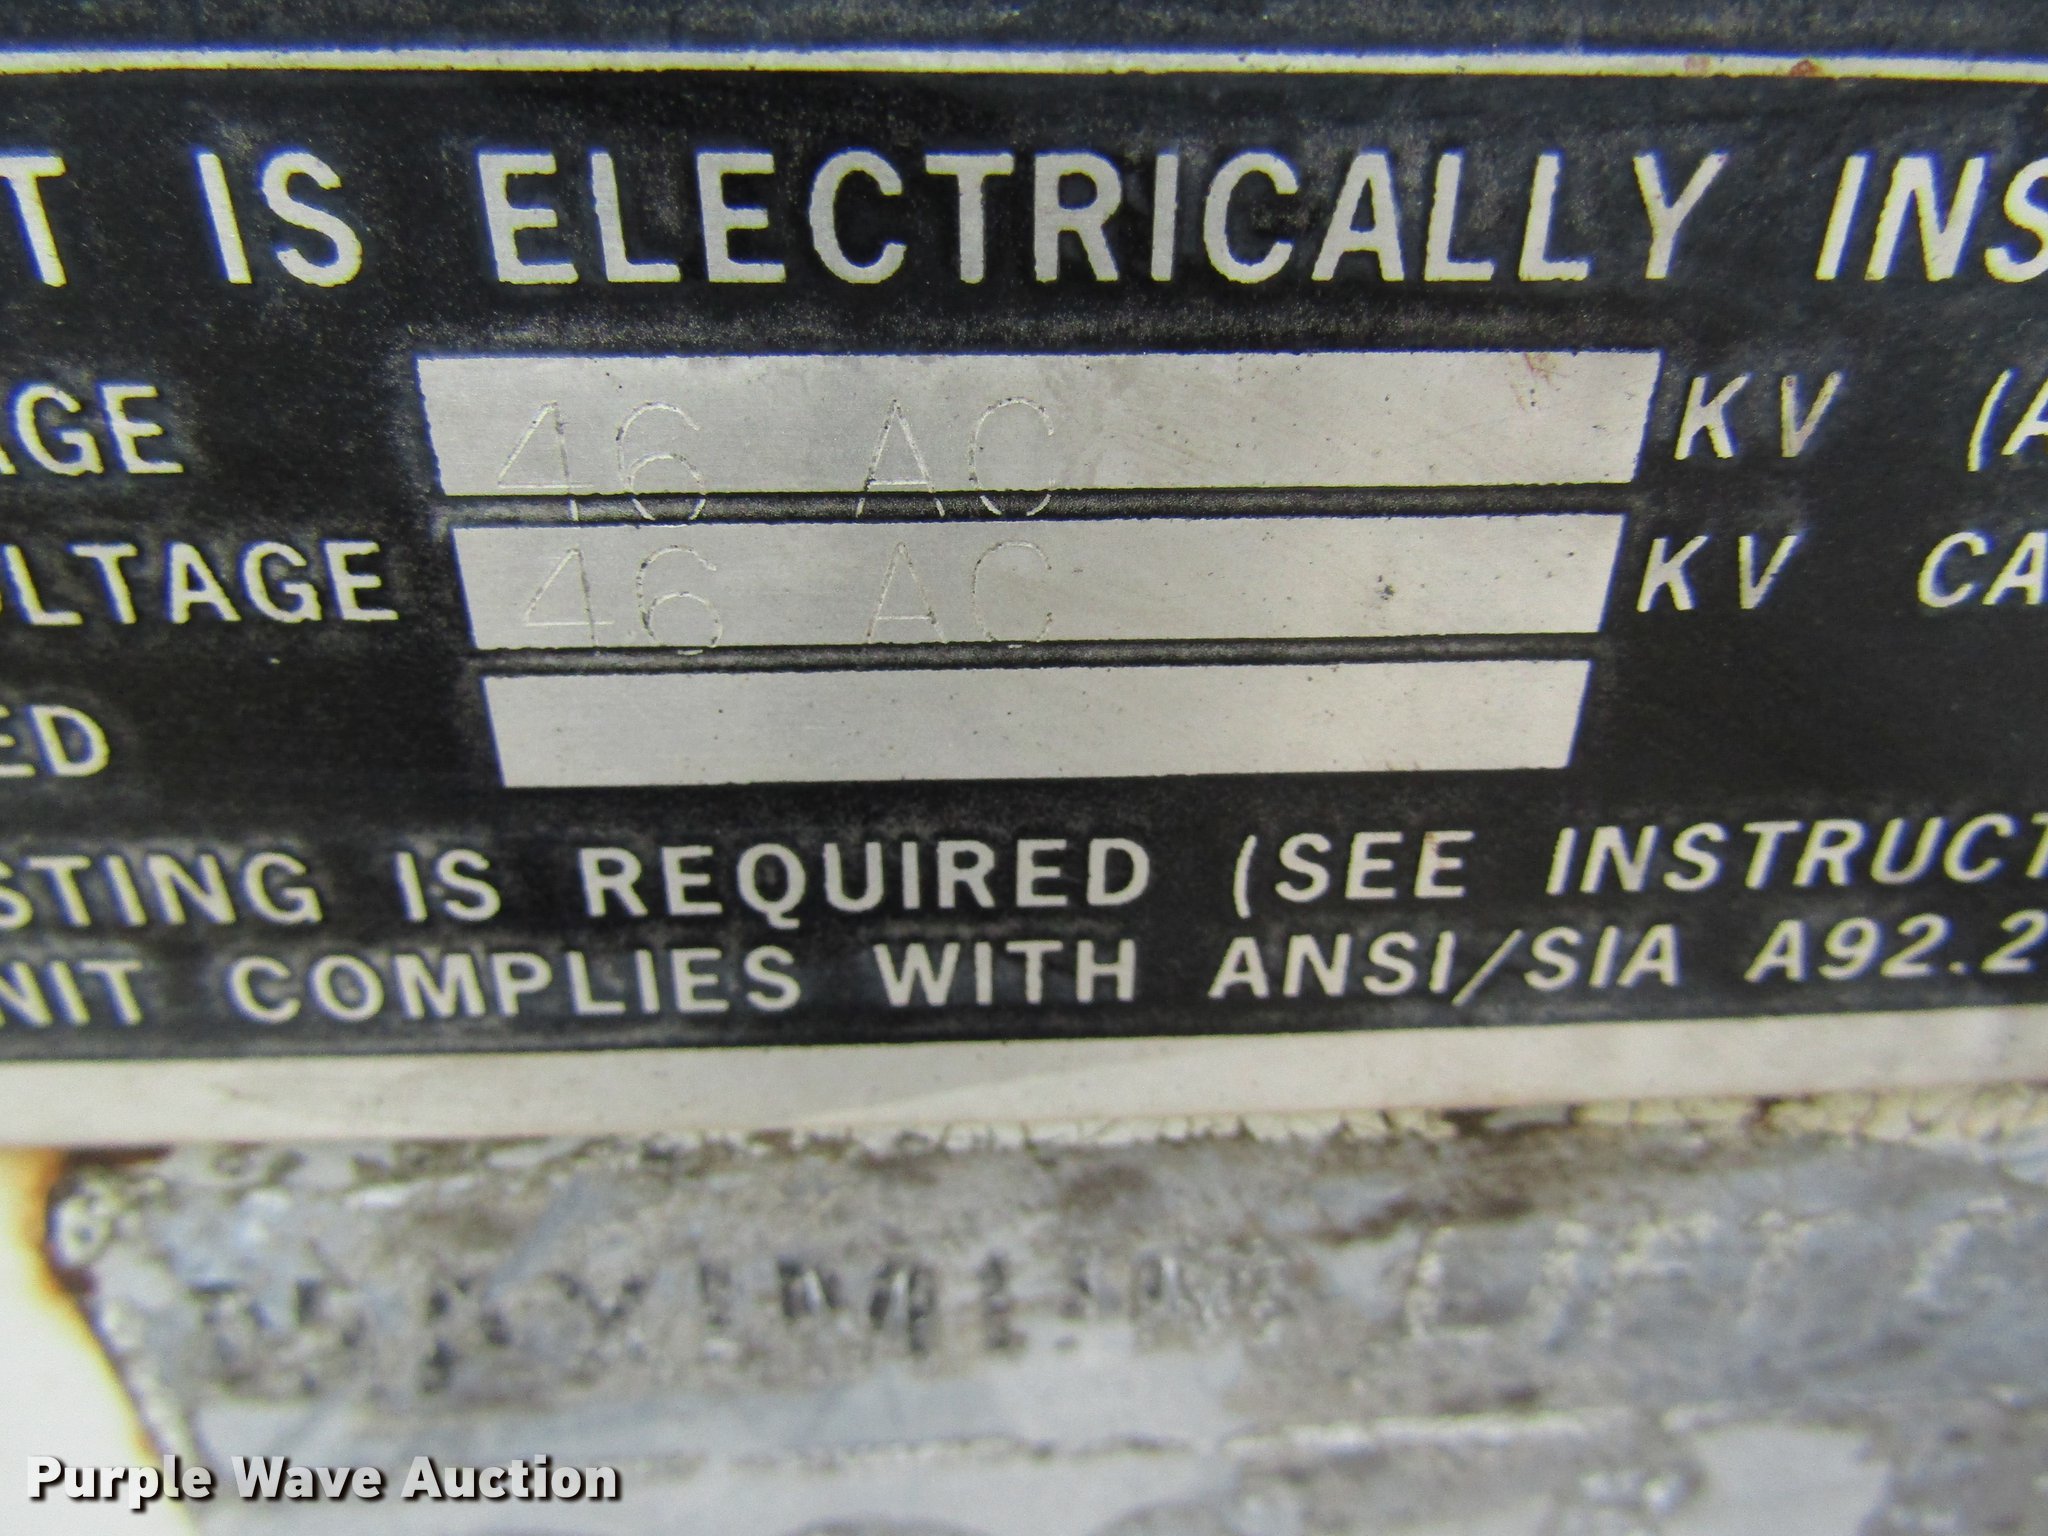 T IS ELECTRICALLY INS
AGE 46 AC KV (A
OLTAGE 46 AC KV CA
ED
STING IS REQUIRED (SEE INSTRUCT
NIT COMPLIES WITH ANSI/SIA A92.2
Purple Wave Auction